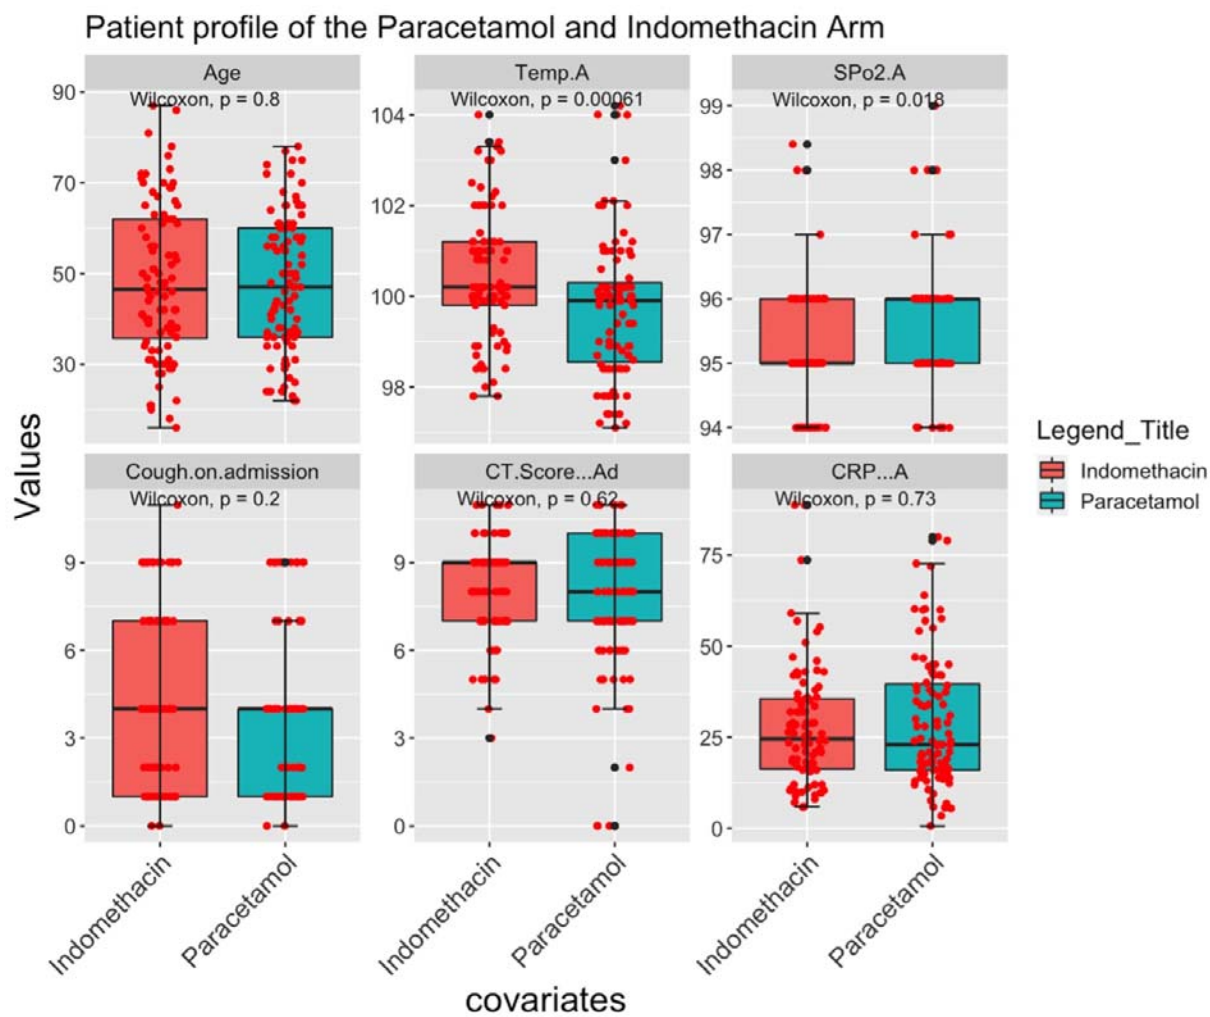 Patient profile of the Paracetamol and Indomethacin Arm
Age
Temp.A
SPo2.A
Wilcoxon, p = 0.8
Wilcoxon, p = 0.00061
Wilcoxon, p = 0.018
90
70
50
30
104
102
100
98
99
98
97
96
95
94
Values
Cough.on.admission
CT.Score...Ad
CRP...A
Wilcoxon, p = 0.2
Wilcoxon, p = 0.62
Wilcoxon, p = 0.73
9
6
3
0
9
6
3
0
75
50
25
0
Indomethacin
Paracetamol
Indomethacin
Paracetamol
Indomethacin
Paracetamol
covariates
Legend_Title
Indomethacin
Paracetamol